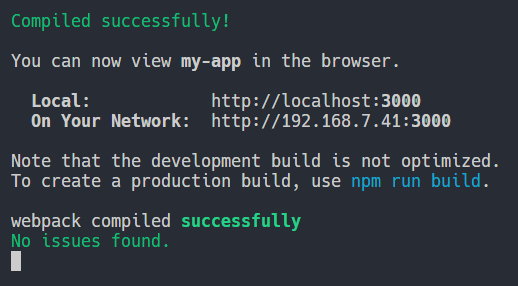 Compiled successfully!
You can now view my-app in the browser.
Local: http://localhost:3000
On Your Network: http://192.168.7.41:3000
Note that the development build is not optimized.
To create a production build, use npm run build.
webpack compiled successfully
No issues found.